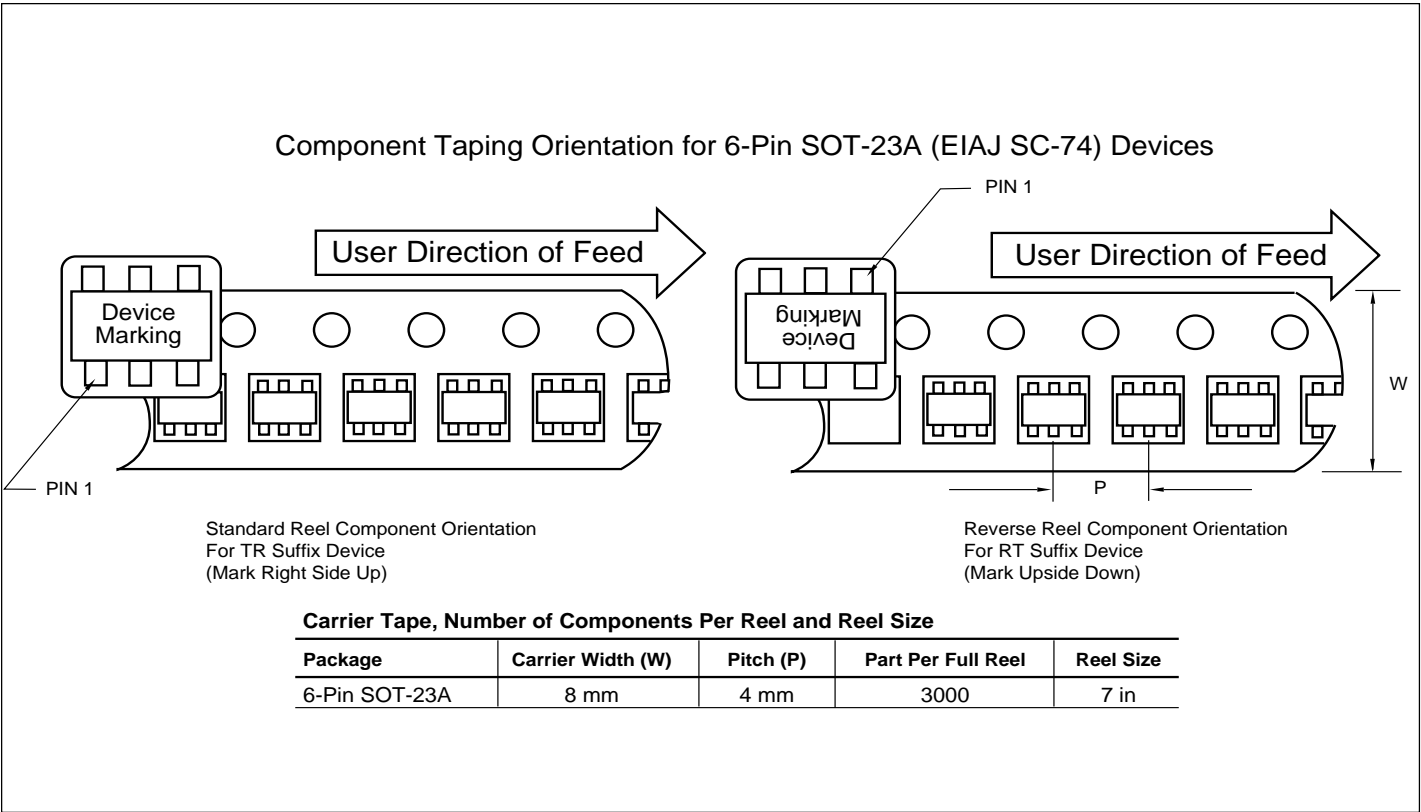 Component Taping Orientation for 6-Pin SOT-23A (EIAJ SC-74) Devices
PIN 1
User Direction of Feed
User Direction of Feed
Device
Marking
Device
Marking
W
PIN 1
P
Standard Reel Component Orientation
For TR Suffix Device
(Mark Right Side Up)
Reverse Reel Component Orientation
For RT Suffix Device
(Mark Upside Down)
Carrier Tape, Number of Components Per Reel and Reel Size
Package Carrier Width (W) Pitch (P) Part Per Full Reel Reel Size
6-Pin SOT-23A 8 mm 4 mm 3000 7 in